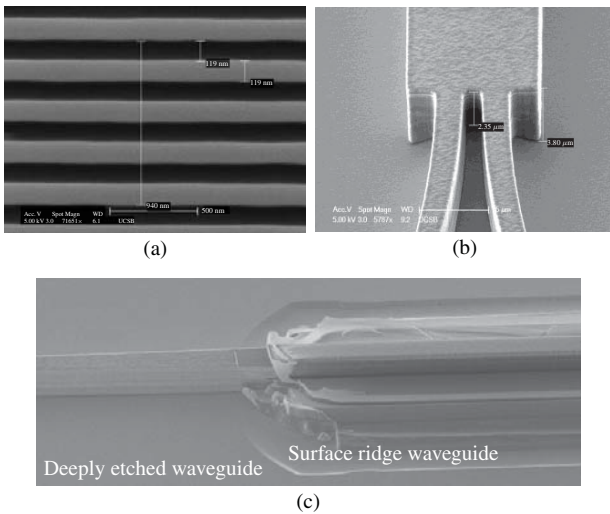 119 nm
119 nm
940 nm
500 nm
Acc.V Spot Magn WD
5.00 kV 3.0 71651x 6.1 UCSB
(a)
2.35 µm
3.80 µm
Acc.V Spot Magn WD
5.00 kV 3.0 5767x 9.2 UCSB
µm
(b)
Deeply etched waveguide
Surface ridge waveguide
(c)